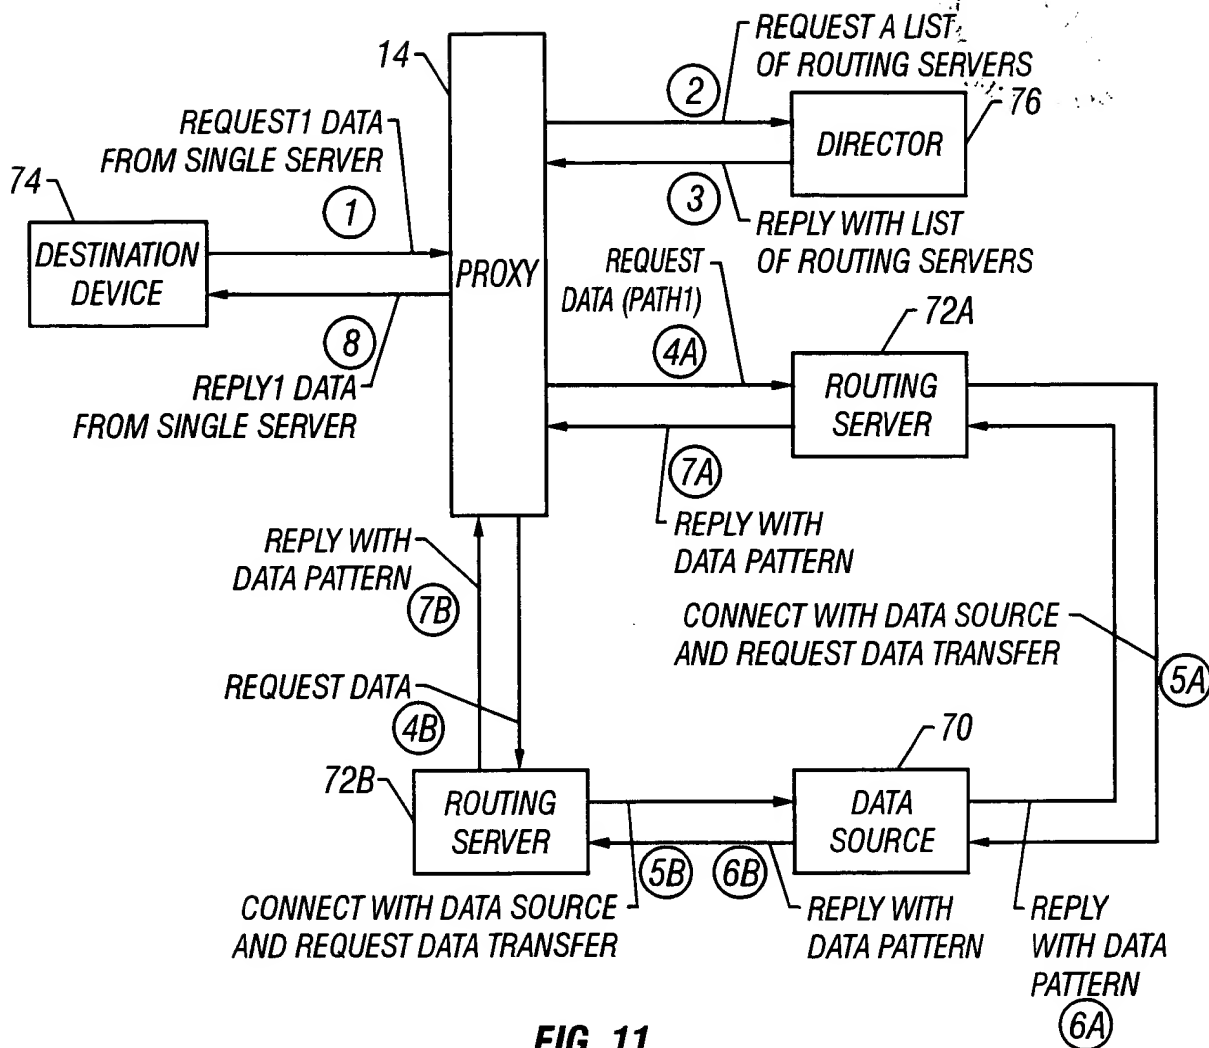 REQUEST A LIST
OF ROUTING SERVERS
14
2
76
DIRECTOR
REQUEST1 DATA
FROM SINGLE SERVER
74
1
3
REPLY WITH LIST
OF ROUTING SERVERS
DESTINATION
DEVICE
PROXY
REQUEST
DATA (PATH1)
72A
8
4A
REPLY1 DATA
FROM SINGLE SERVER
ROUTING
SERVER
7A
REPLY WITH
DATA PATTERN
REPLY WITH
DATA PATTERN
7B
CONNECT WITH DATA SOURCE
AND REQUEST DATA TRANSFER
5A
REQUEST DATA
4B
70
72B
ROUTING
SERVER
DATA
SOURCE
5B
6B
CONNECT WITH DATA SOURCE
AND REQUEST DATA TRANSFER
REPLY WITH
DATA PATTERN
REPLY
WITH DATA
PATTERN
6A
FIG. 11